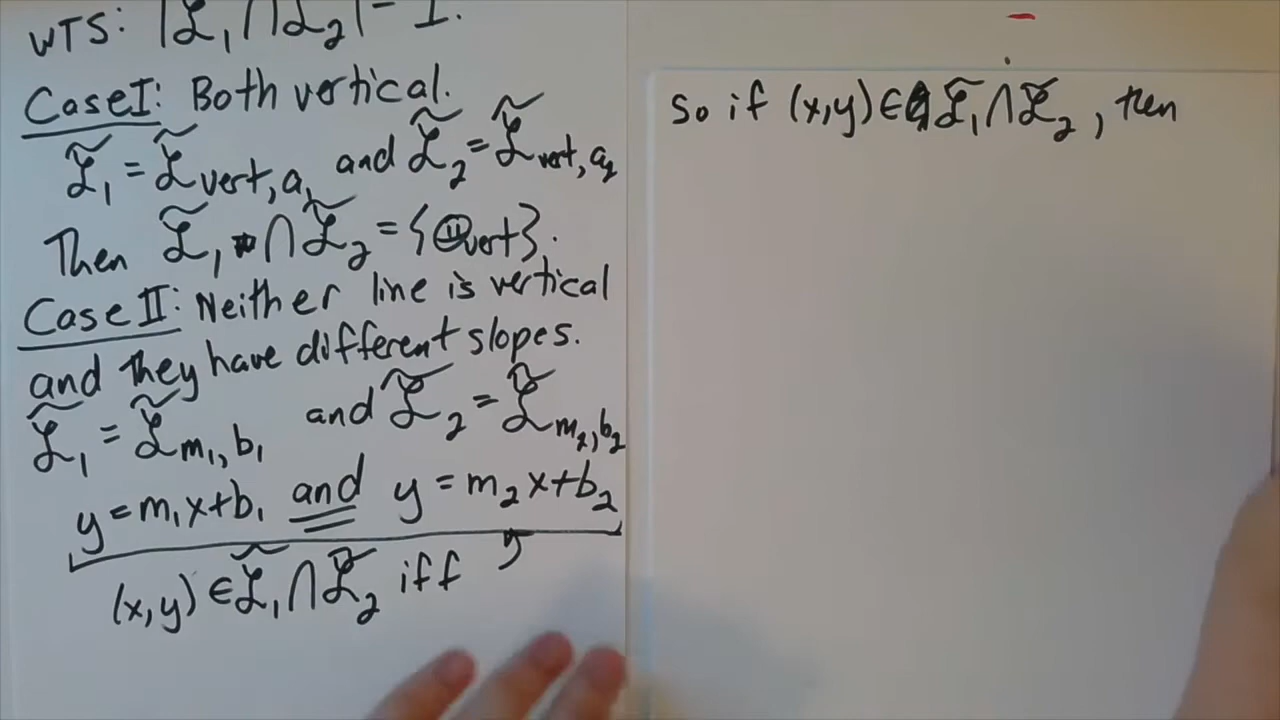 WTS: |L̃₁∩L̃₂| = 1.
Case I: Both vertical.
L̃₁ = L̃vert,a₁ and L̃₂ = L̃vert,a₂
Then L̃₁ ∩ L̃₂ = {∞vert}.
Case II: Neither line is vertical
and they have different slopes.
L̃₁ = L̃m₁,b₁ and L̃₂ = L̃m₂,b₂
y = m₁x+b₁ and y = m₂x+b₂
(x,y) ∈ L̃₁∩L̃₂ iff
So if (x,y) ∈ L̃₁∩L̃₂, then